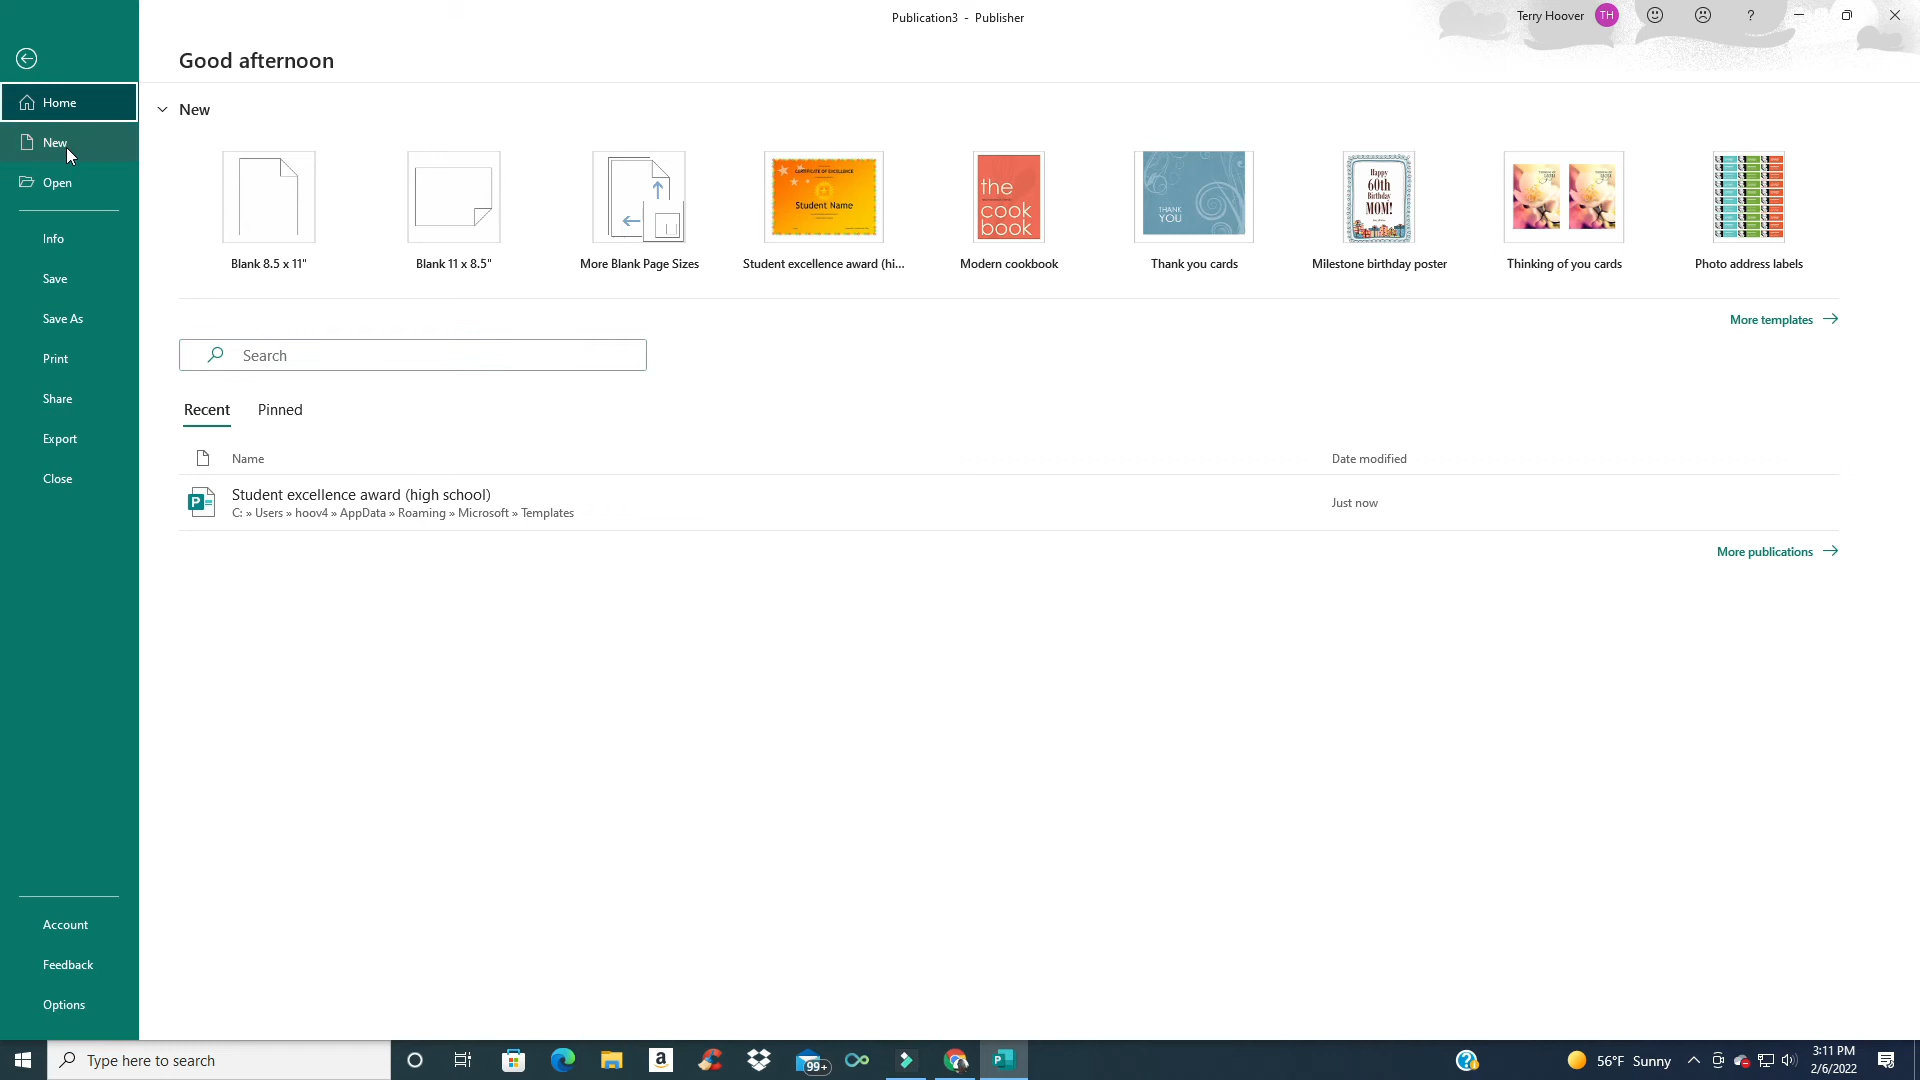 Publication3 - Publisher
Terry Hoover TH ?
Good afternoon
Home
New
Open
Info
Save
Save As
Print
Share
Export
Close
Account
Feedback
Options
New
CERTIFICATE OF EXCELLENCE
Student Name
the
cook
book
THANK
YOU
Happy
60th
Birthday
MOM!
Blank 8.5 x 11"
Blank 11 x 8.5"
More Blank Page Sizes
Student excellence award (hi...
Modern cookbook
Thank you cards
Milestone birthday poster
Thinking of you cards
Photo address labels
More templates
Search
Recent Pinned
Name Date modified
P Student excellence award (high school) Just now
C: » Users » hoov4 » AppData » Roaming » Microsoft » Templates
More publications
Type here to search
a
99+
P
?
56°F Sunny
3:11 PM
2/6/2022